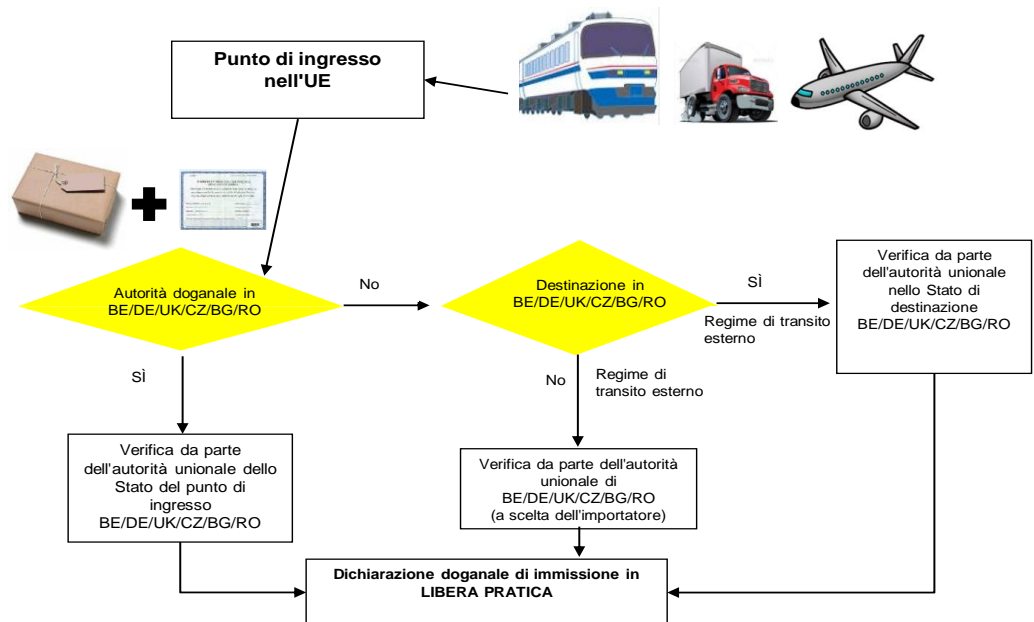 Punto di ingresso
nell'UE
Autorità doganale in
BE/DE/UK/CZ/BG/RO
No
Destinazione in
BE/DE/UK/CZ/BG/RO
SÌ
Regime di transito
esterno
Verifica da parte
dell'autorità unionale
nello Stato di
destinazione
BE/DE/UK/CZ/BG/RO
SÌ
No
Regime di
transito esterno
Verifica da parte
dell'autorità unionale dello
Stato del punto di
ingresso
BE/DE/UK/CZ/BG/RO
Verifica da parte dell'autorità
unionale di
BE/DE/UK/CZ/BG/RO
(a scelta dell'importatore)
Dichiarazione doganale di immissione in
LIBERA PRATICA